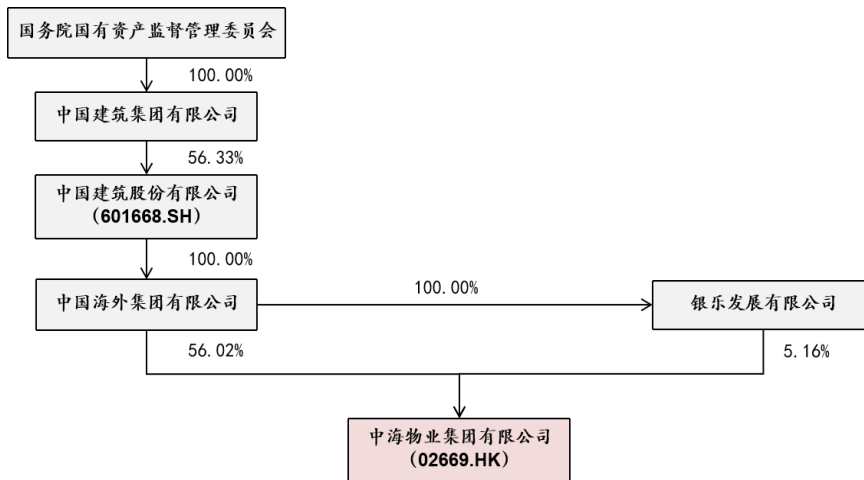 国务院国有资产监督管理委员会
100.00%
中国建筑集团有限公司
56.33%
中国建筑股份有限公司
（601668.SH）
100.00%
中国海外集团有限公司
100.00%
银乐发展有限公司
56.02%
5.16%
中海物业集团有限公司
（02669.HK）